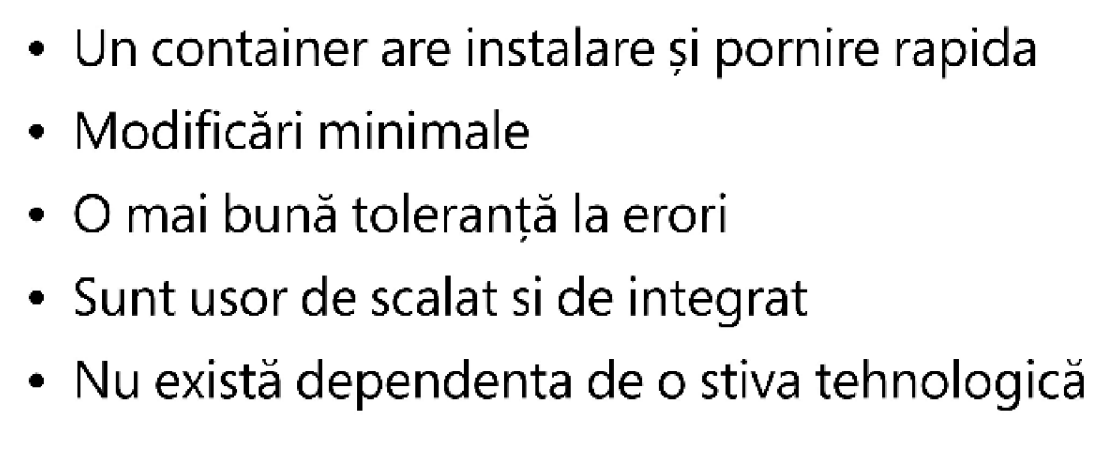 • Un container are instalare și pornire rapida
• Modificări minimale
• O mai bună toleranță la erori
• Sunt usor de scalat si de integrat
• Nu există dependenta de o stiva tehnologică